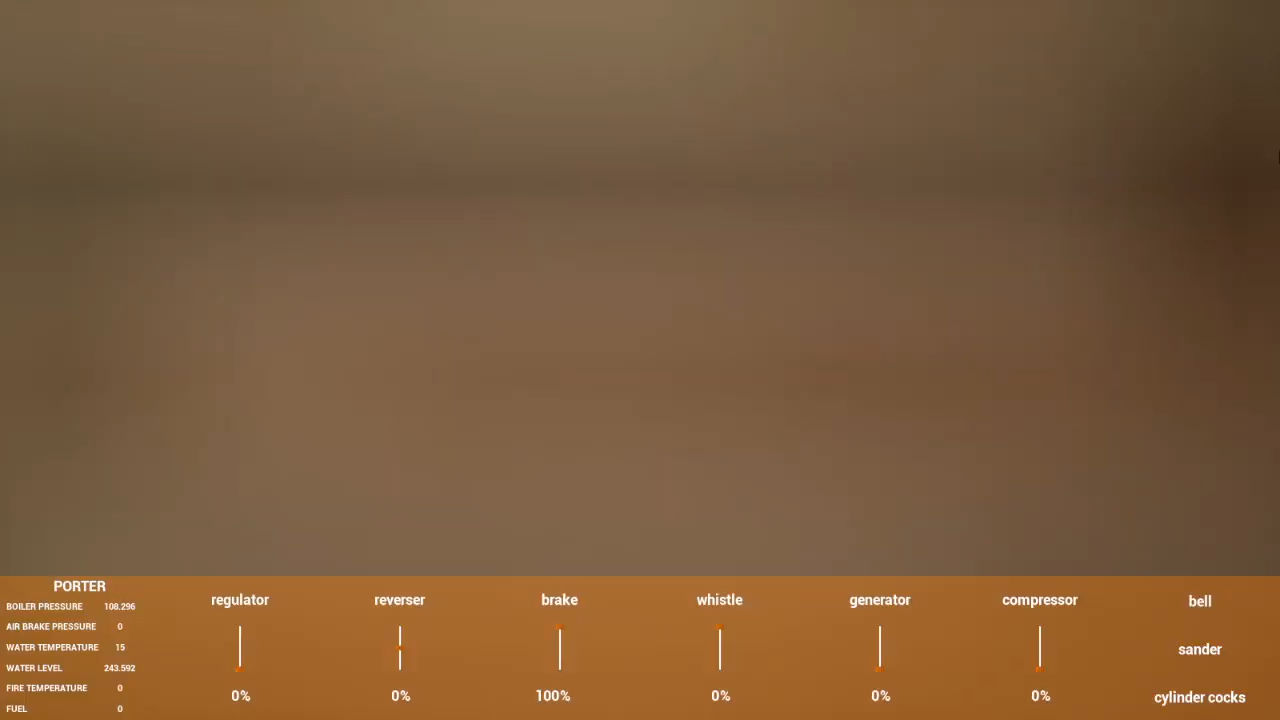 PORTER
BOILER PRESSURE 108.296
AIR BRAKE PRESSURE 0
WATER TEMPERATURE 15
WATER LEVEL 243.592
FIRE TEMPERATURE 0
FUEL 0
regulator
0%
reverser
0%
brake
100%
whistle
0%
generator
0%
compressor
0%
bell
sander
cylinder cocks